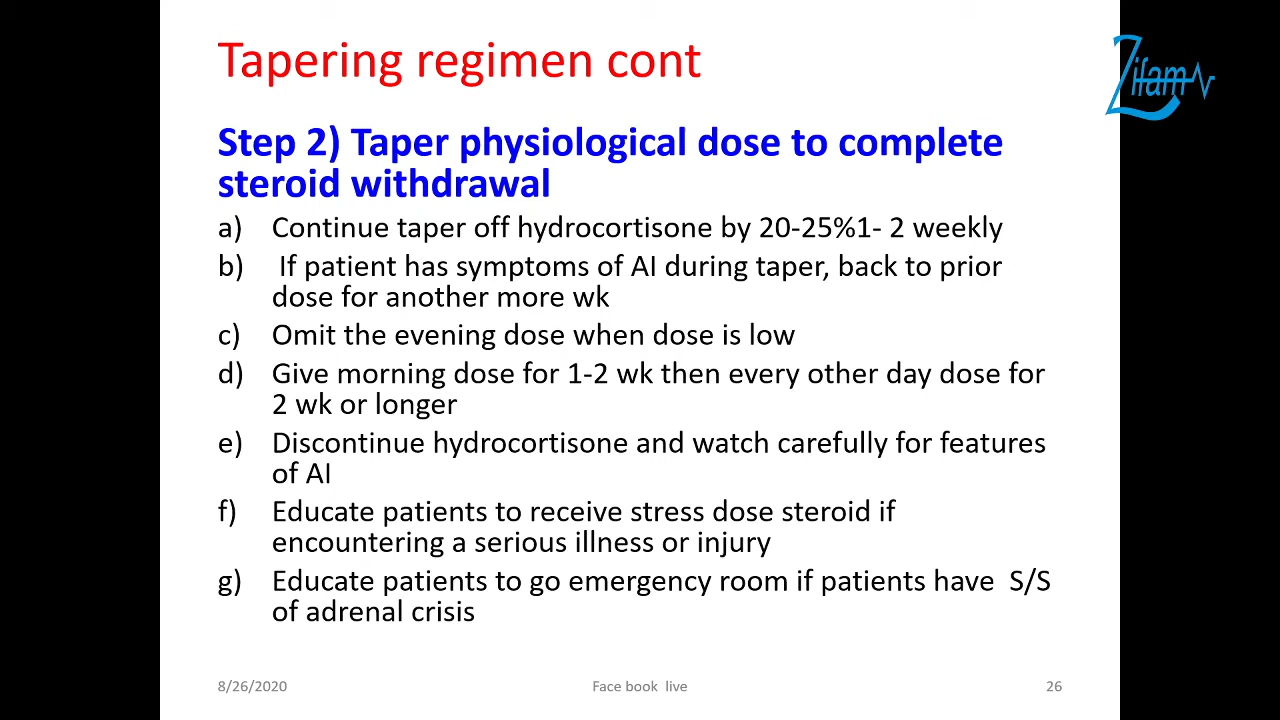 Tapering regimen cont
Zifam
Step 2) Taper physiological dose to complete
steroid withdrawal
a) Continue taper off hydrocortisone by 20-25%1- 2 weekly
b) If patient has symptoms of AI during taper, back to prior
dose for another more wk
c) Omit the evening dose when dose is low
d) Give morning dose for 1-2 wk then every other day dose for
2 wk or longer
e) Discontinue hydrocortisone and watch carefully for features
of AI
f) Educate patients to receive stress dose steroid if
encountering a serious illness or injury
g) Educate patients to go emergency room if patients have S/S
of adrenal crisis
8/26/2020
Face book live
26